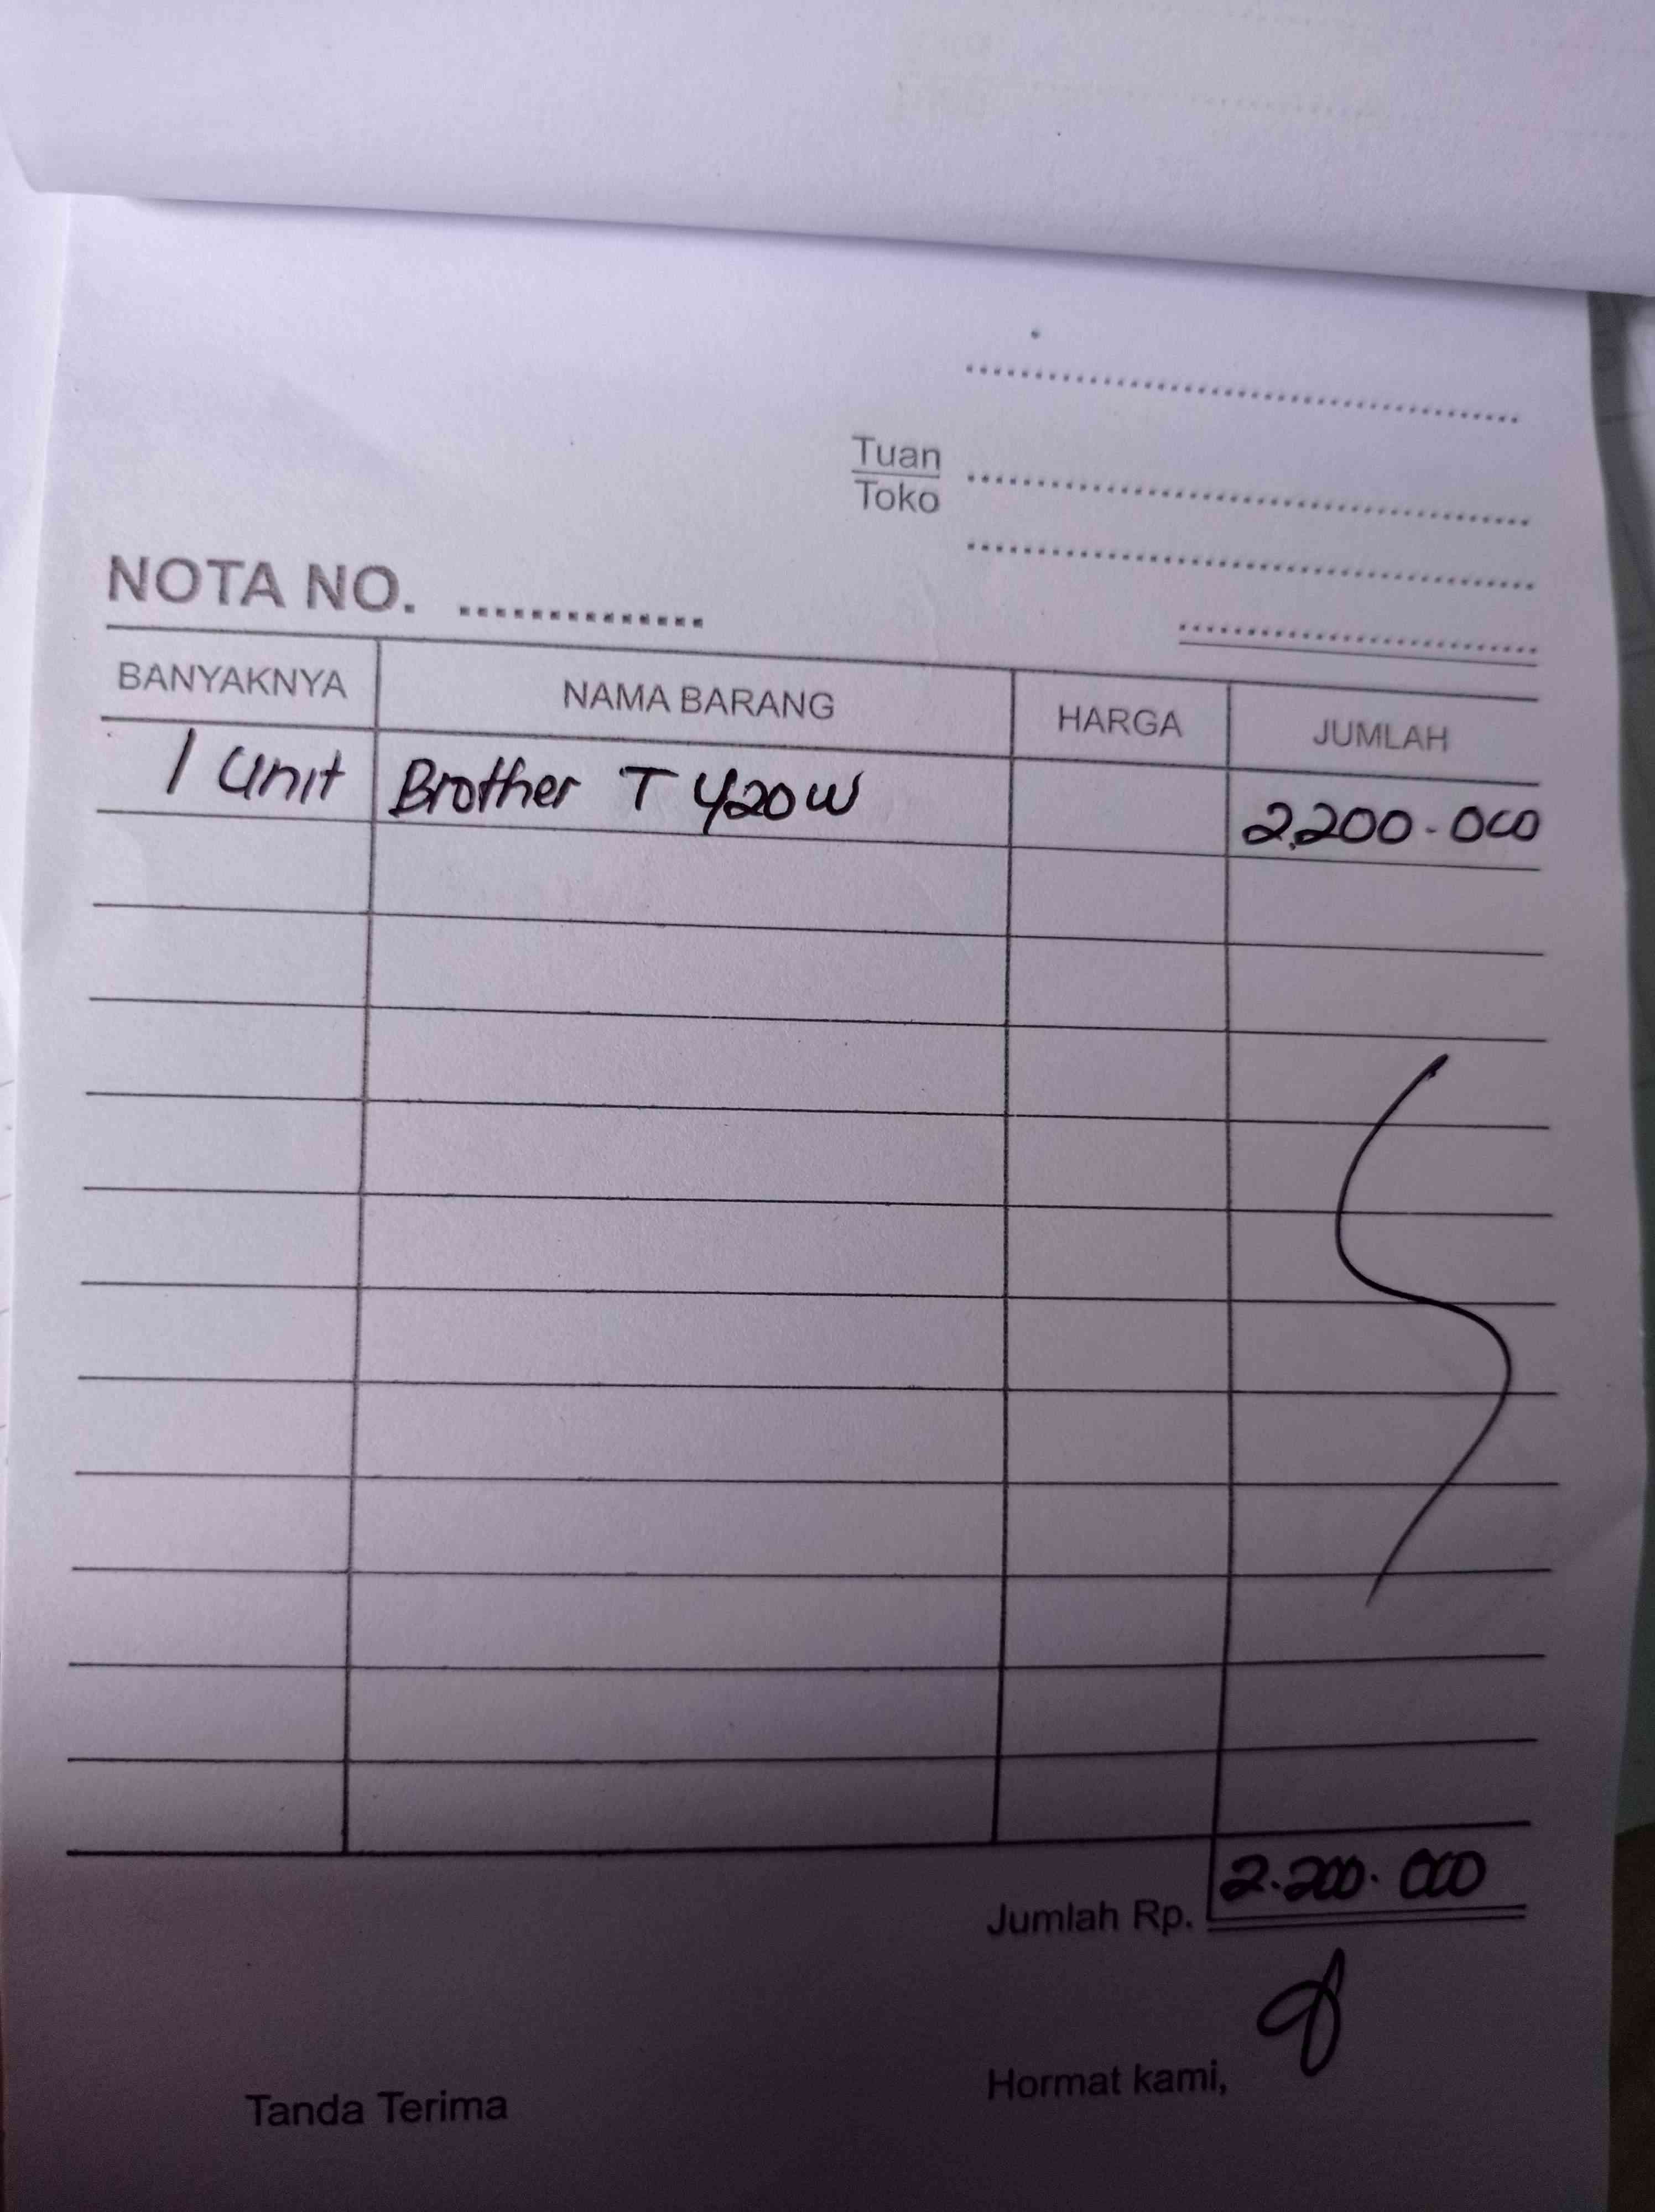 Tuan
Toko
NOTA NO.
BANYAKNYA NAMA BARANG HARGA JUMLAH
1 Unit Brother T 420W 2.200.000
Jumlah Rp. 2.200.000
Tanda Terima Hormat kami,